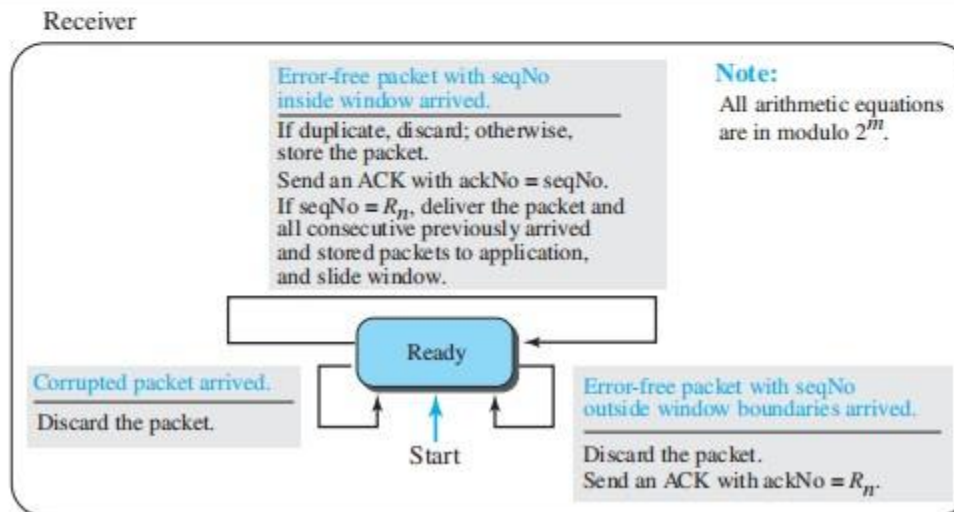 Receiver
Error-free packet with seqNo
inside window arrived.
If duplicate, discard; otherwise,
store the packet.
Send an ACK with ackNo = seqNo.
If seqNo = Rn, deliver the packet and
all consecutive previously arrived
and stored packets to application,
and slide window.
Note:
All arithmetic equations
are in modulo 2^m.
Ready
Corrupted packet arrived.
Discard the packet.
Start
Error-free packet with seqNo
outside window boundaries arrived.
Discard the packet.
Send an ACK with ackNo = Rn.